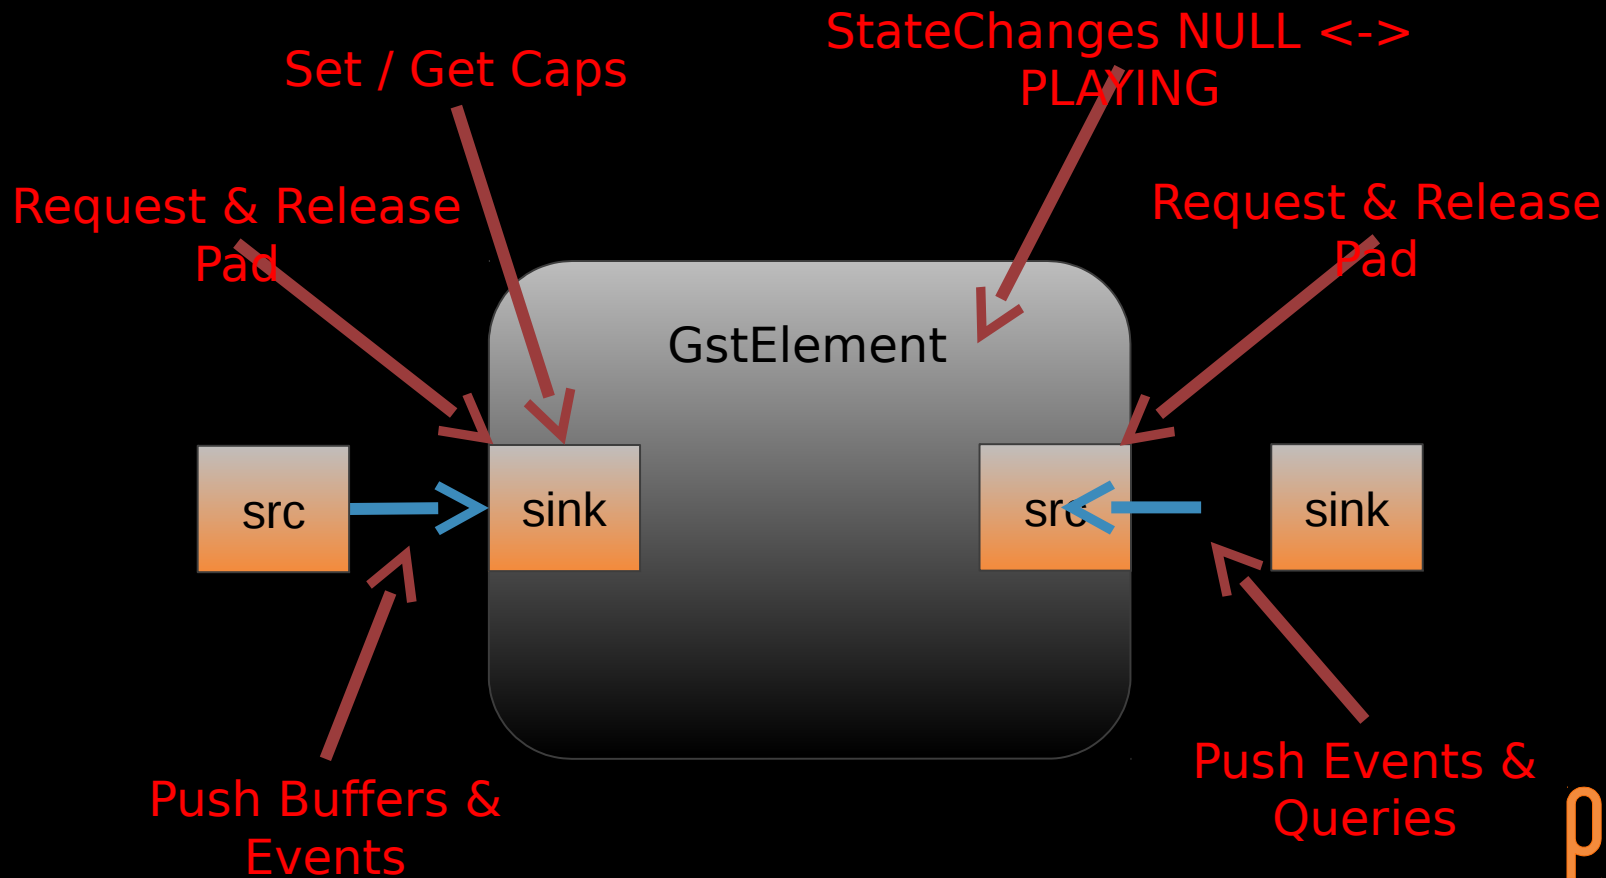 StateChanges NULL <->
PLAYING
Set / Get Caps
Request & Release
Pad
Request & Release
Pad
GstElement
src
sink
src
sink
Push Buffers &
Events
Push Events &
Queries